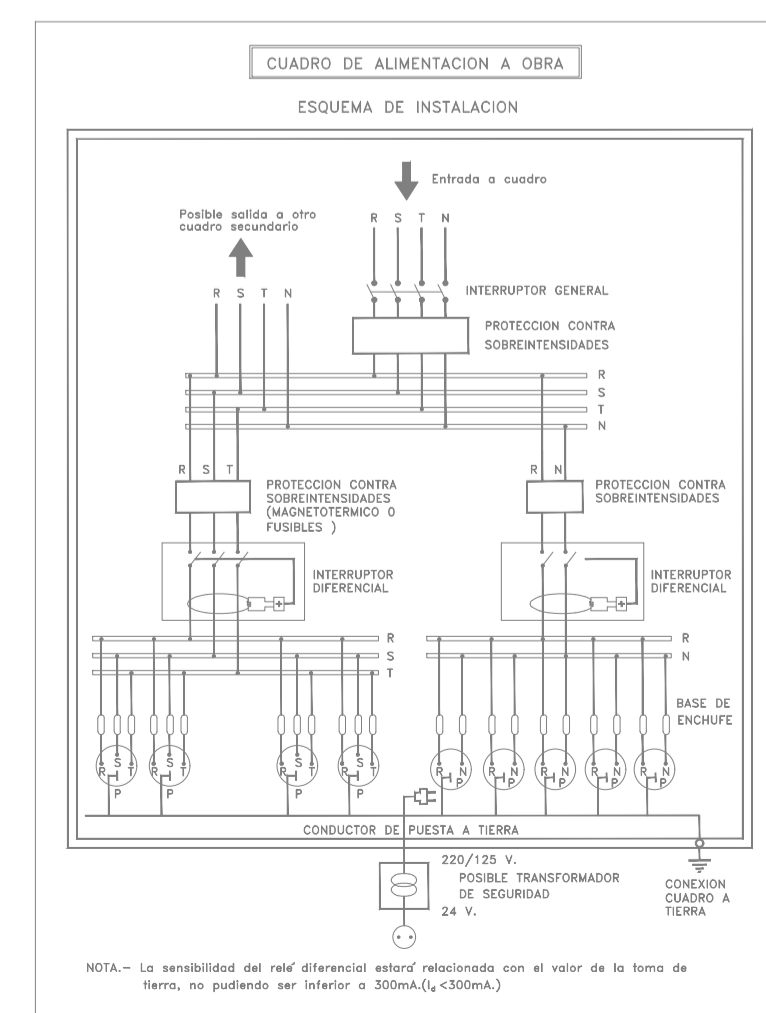 CUADRO DE ALIMENTACION A OBRA
ESQUEMA DE INSTALACION
Entrada a cuadro
Posible salida a otro
cuadro secundario
R S T N
R S T N
INTERRUPTOR GENERAL
PROTECCION CONTRA
SOBREINTENSIDADES
R
S
T
N
R S T
PROTECCION CONTRA
SOBREINTENSIDADES
(MAGNETOTERMICO O
FUSIBLES )
R N
PROTECCION CONTRA
SOBREINTENSIDADES
INTERRUPTOR
DIFERENCIAL
INTERRUPTOR
DIFERENCIAL
R
S
T
R
N
BASE DE
ENCHUFE
R S T
P
R S T
P
R S T
P
R S T
P
R N
P
R N
P
R N
P
R N
P
R N
P
CONDUCTOR DE PUESTA A TIERRA
220/125 V.
POSIBLE TRANSFORMADOR
DE SEGURIDAD
24 V.
CONEXION
CUADRO A
TIERRA
NOTA.- La sensibilidad del relé diferencial estará relacionada con el valor de la toma de
tierra, no pudiendo ser inferior a 300mA.(Id <300mA.)